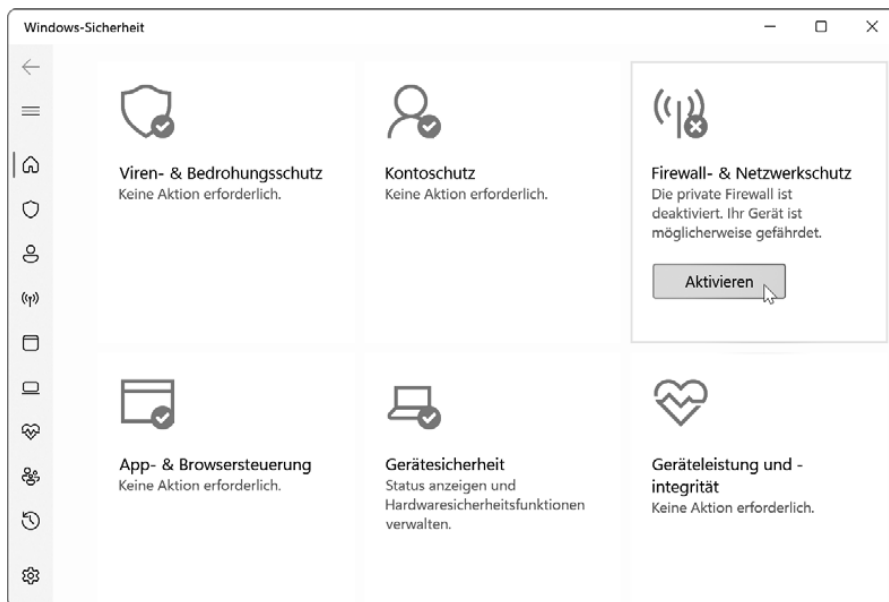 Windows-Sicherheit
Viren- & Bedrohungsschutz
Keine Aktion erforderlich.
Kontoschutz
Keine Aktion erforderlich.
Firewall- & Netzwerkschutz
Die private Firewall ist
deaktiviert. Ihr Gerät ist
möglicherweise gefährdet.
Aktivieren
App- & Browsersteuerung
Keine Aktion erforderlich.
Gerätesicherheit
Status anzeigen und
Hardwaresicherheitsfunktionen
verwalten.
Geräteleistung und -
integrität
Keine Aktion erforderlich.